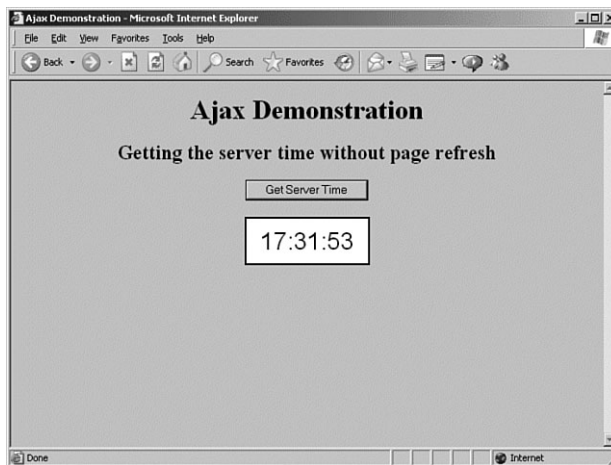 Ajax Demonstration - Microsoft Internet Explorer
File Edit View Favorites Tools Help
Back Search Favorites
Ajax Demonstration
Getting the server time without page refresh
Get Server Time
17:31:53
Done Internet